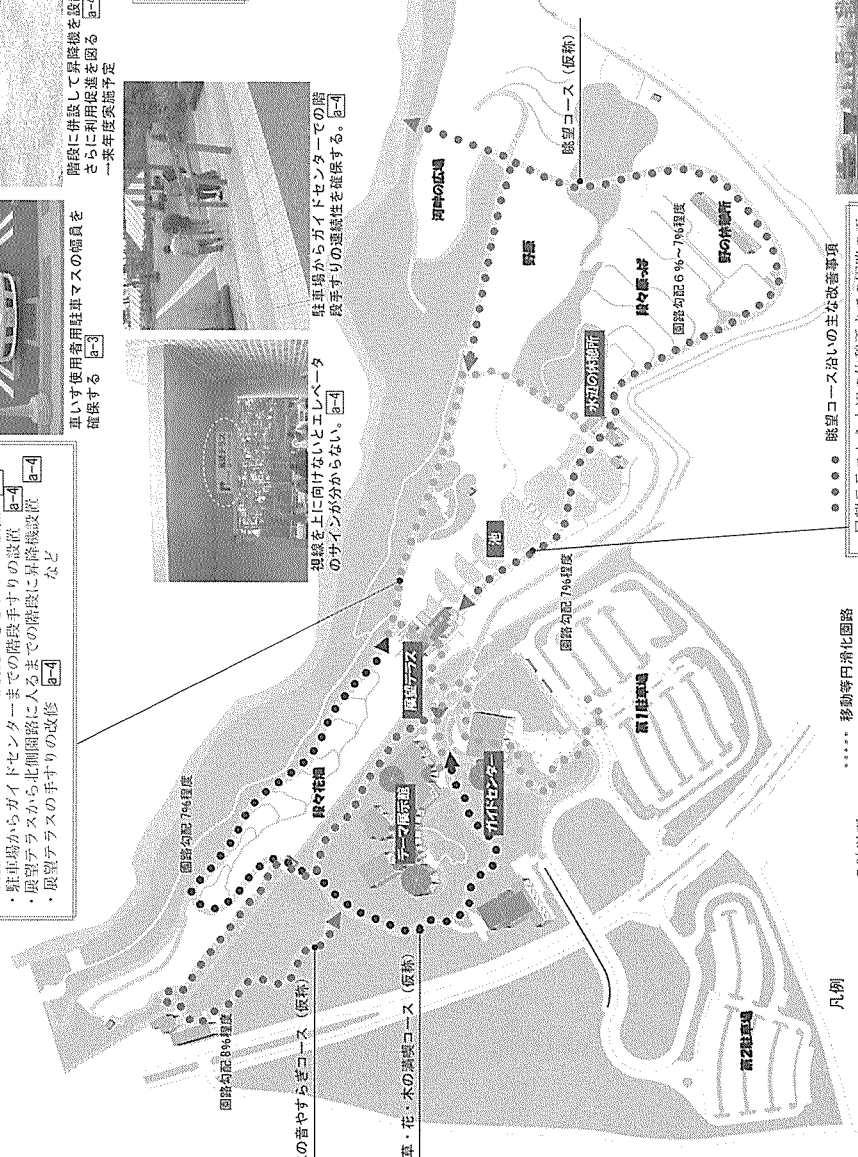 ・駐車場からガイドセンターまでの階段手すりの設置 a-4
・展望テラスから北側園路に入るまでの階段に昇降機設置 a-4
・展望テラスの手すりの改修 a-4 など
車いす使用者用駐車マスの幅員を
確保する a-3
階段に併設して昇降機を設
さらに利用促進を図る a-4
→来年度実施予定
視線を上に向けないとエレベータ
のサインが分からない。a-4
駐車場からガイドセンターでの階
段手すりの連続性を確保する。a-4
園路勾配 8%程度
園路勾配 7%程度
の音やすらぎコース（仮称）
草・花・木の満喫コース（仮称）
段々花畑
テーマ展示館
ガイドセンター
展望テラス
池
園路勾配 7%程度
水辺の休憩所
河畔の広場
野原
眺望コース（仮称）
段々原っぱ
園路勾配 6%～7%程度
野の休憩所
第1駐車場
第2駐車場
凡例
移動等円滑化園路
眺望コース沿いの主な改善事項